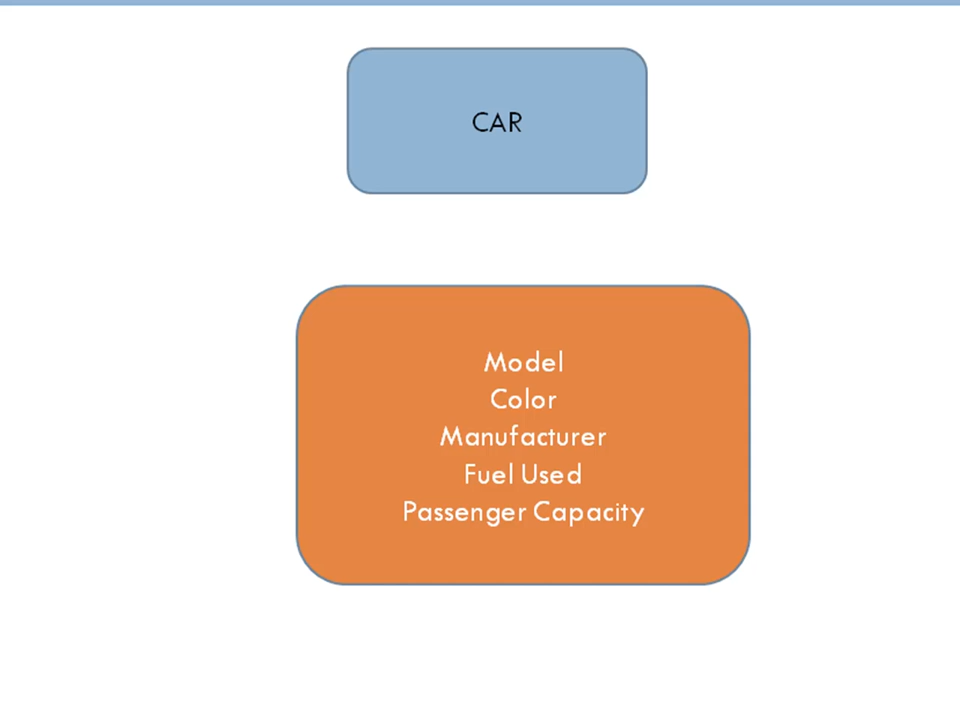 CAR
Model
Color
Manufacturer
Fuel Used
Passenger Capacity